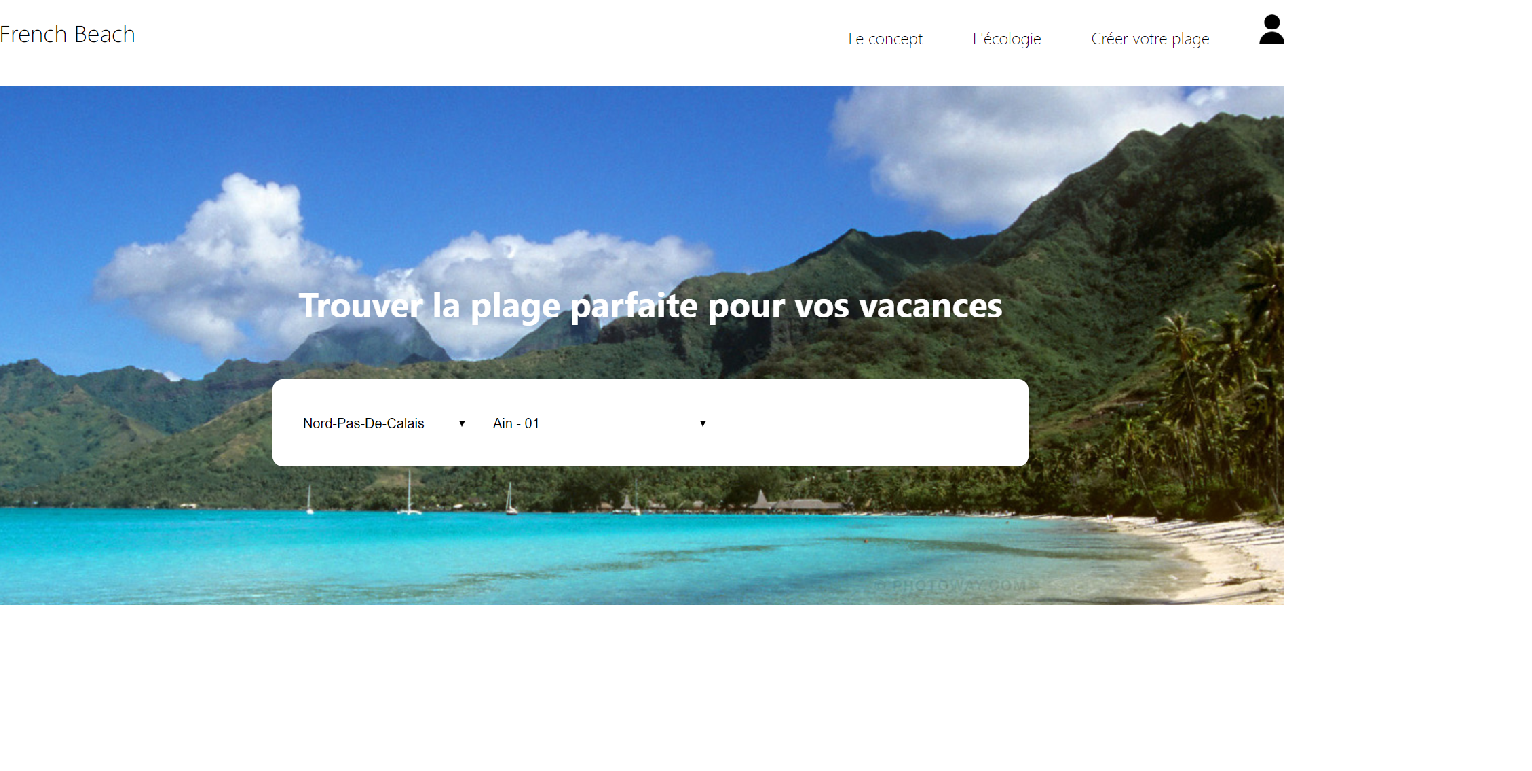 French Beach
Le concept
L'écologie
Créer votre plage
Trouver la plage parfaite pour vos vacances
Nord-Pas-De-Calais
Ain - 01
PHOTOWAY.COM